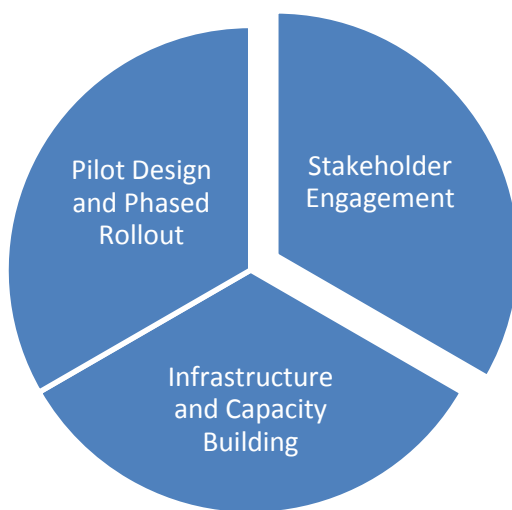 Pilot Design
and Phased
Rollout
Stakeholder
Engagement
Infrastructure
and Capacity
Building